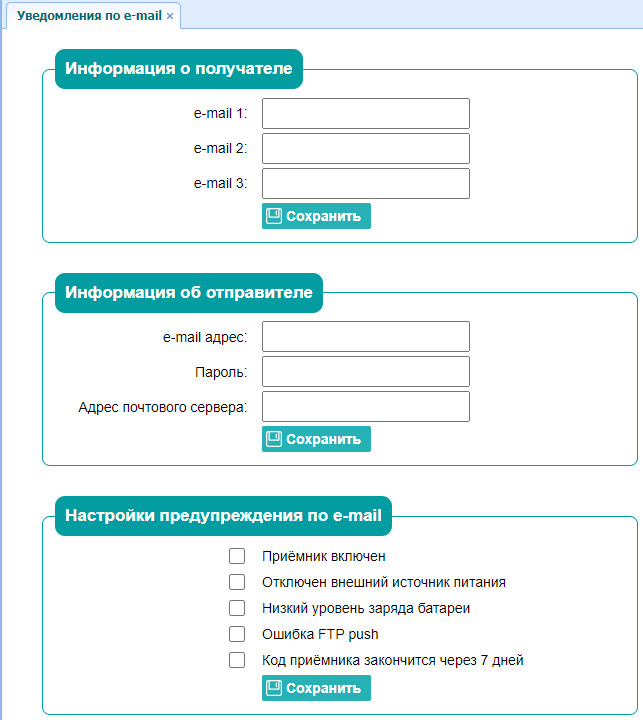 Уведомления по e-mail ×
Информация о получателе
e-mail 1:
e-mail 2:
e-mail 3:
Сохранить
Информация об отправителе
e-mail адрес:
Пароль:
Адрес почтового сервера:
Сохранить
Настройки предупреждения по e-mail
Приёмник включен
Отключен внешний источник питания
Низкий уровень заряда батареи
Ошибка FTP push
Код приёмника закончится через 7 дней
Сохранить